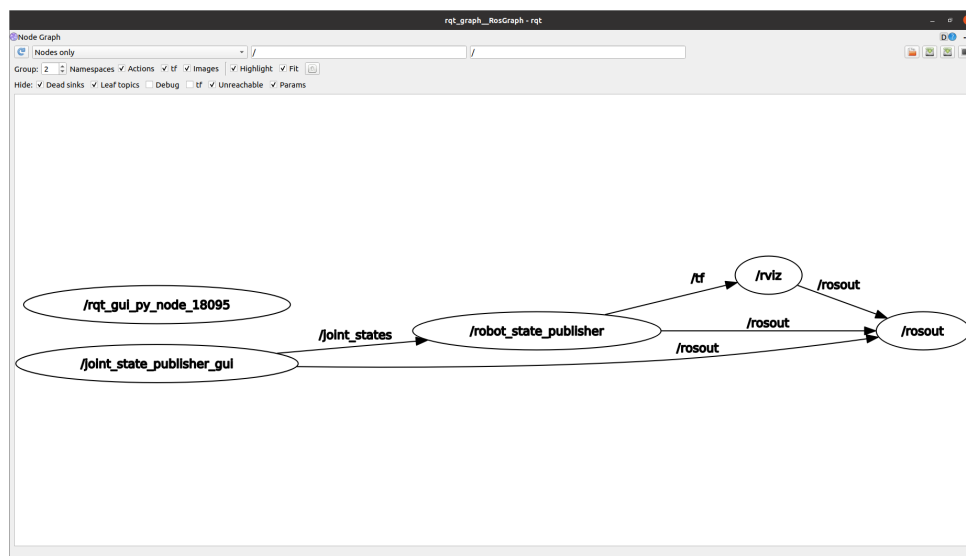 rqt_graph__RosGraph - rqt
Node Graph
D
Nodes only / /
Group: 2 Namespaces Actions tf Images Highlight Fit
Hide: Dead sinks Leaf topics Debug tf Unreachable Params
/tf
/rviz
/rosout
/rqt_gui_py_node_18095
/joint_states
/robot_state_publisher
/rosout
/rosout
/rosout
/joint_state_publisher_gui